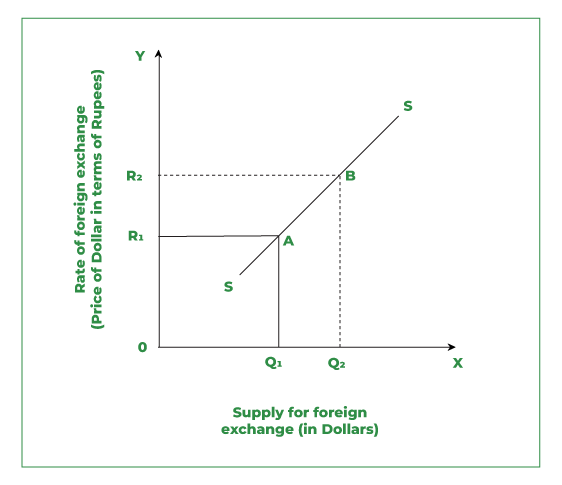 Y
Rate of foreign exchange
(Price of Dollar in terms of Rupees)
S
R₂
B
R₁
A
S
0
Q₁
Q₂
X
Supply for foreign
exchange (in Dollars)